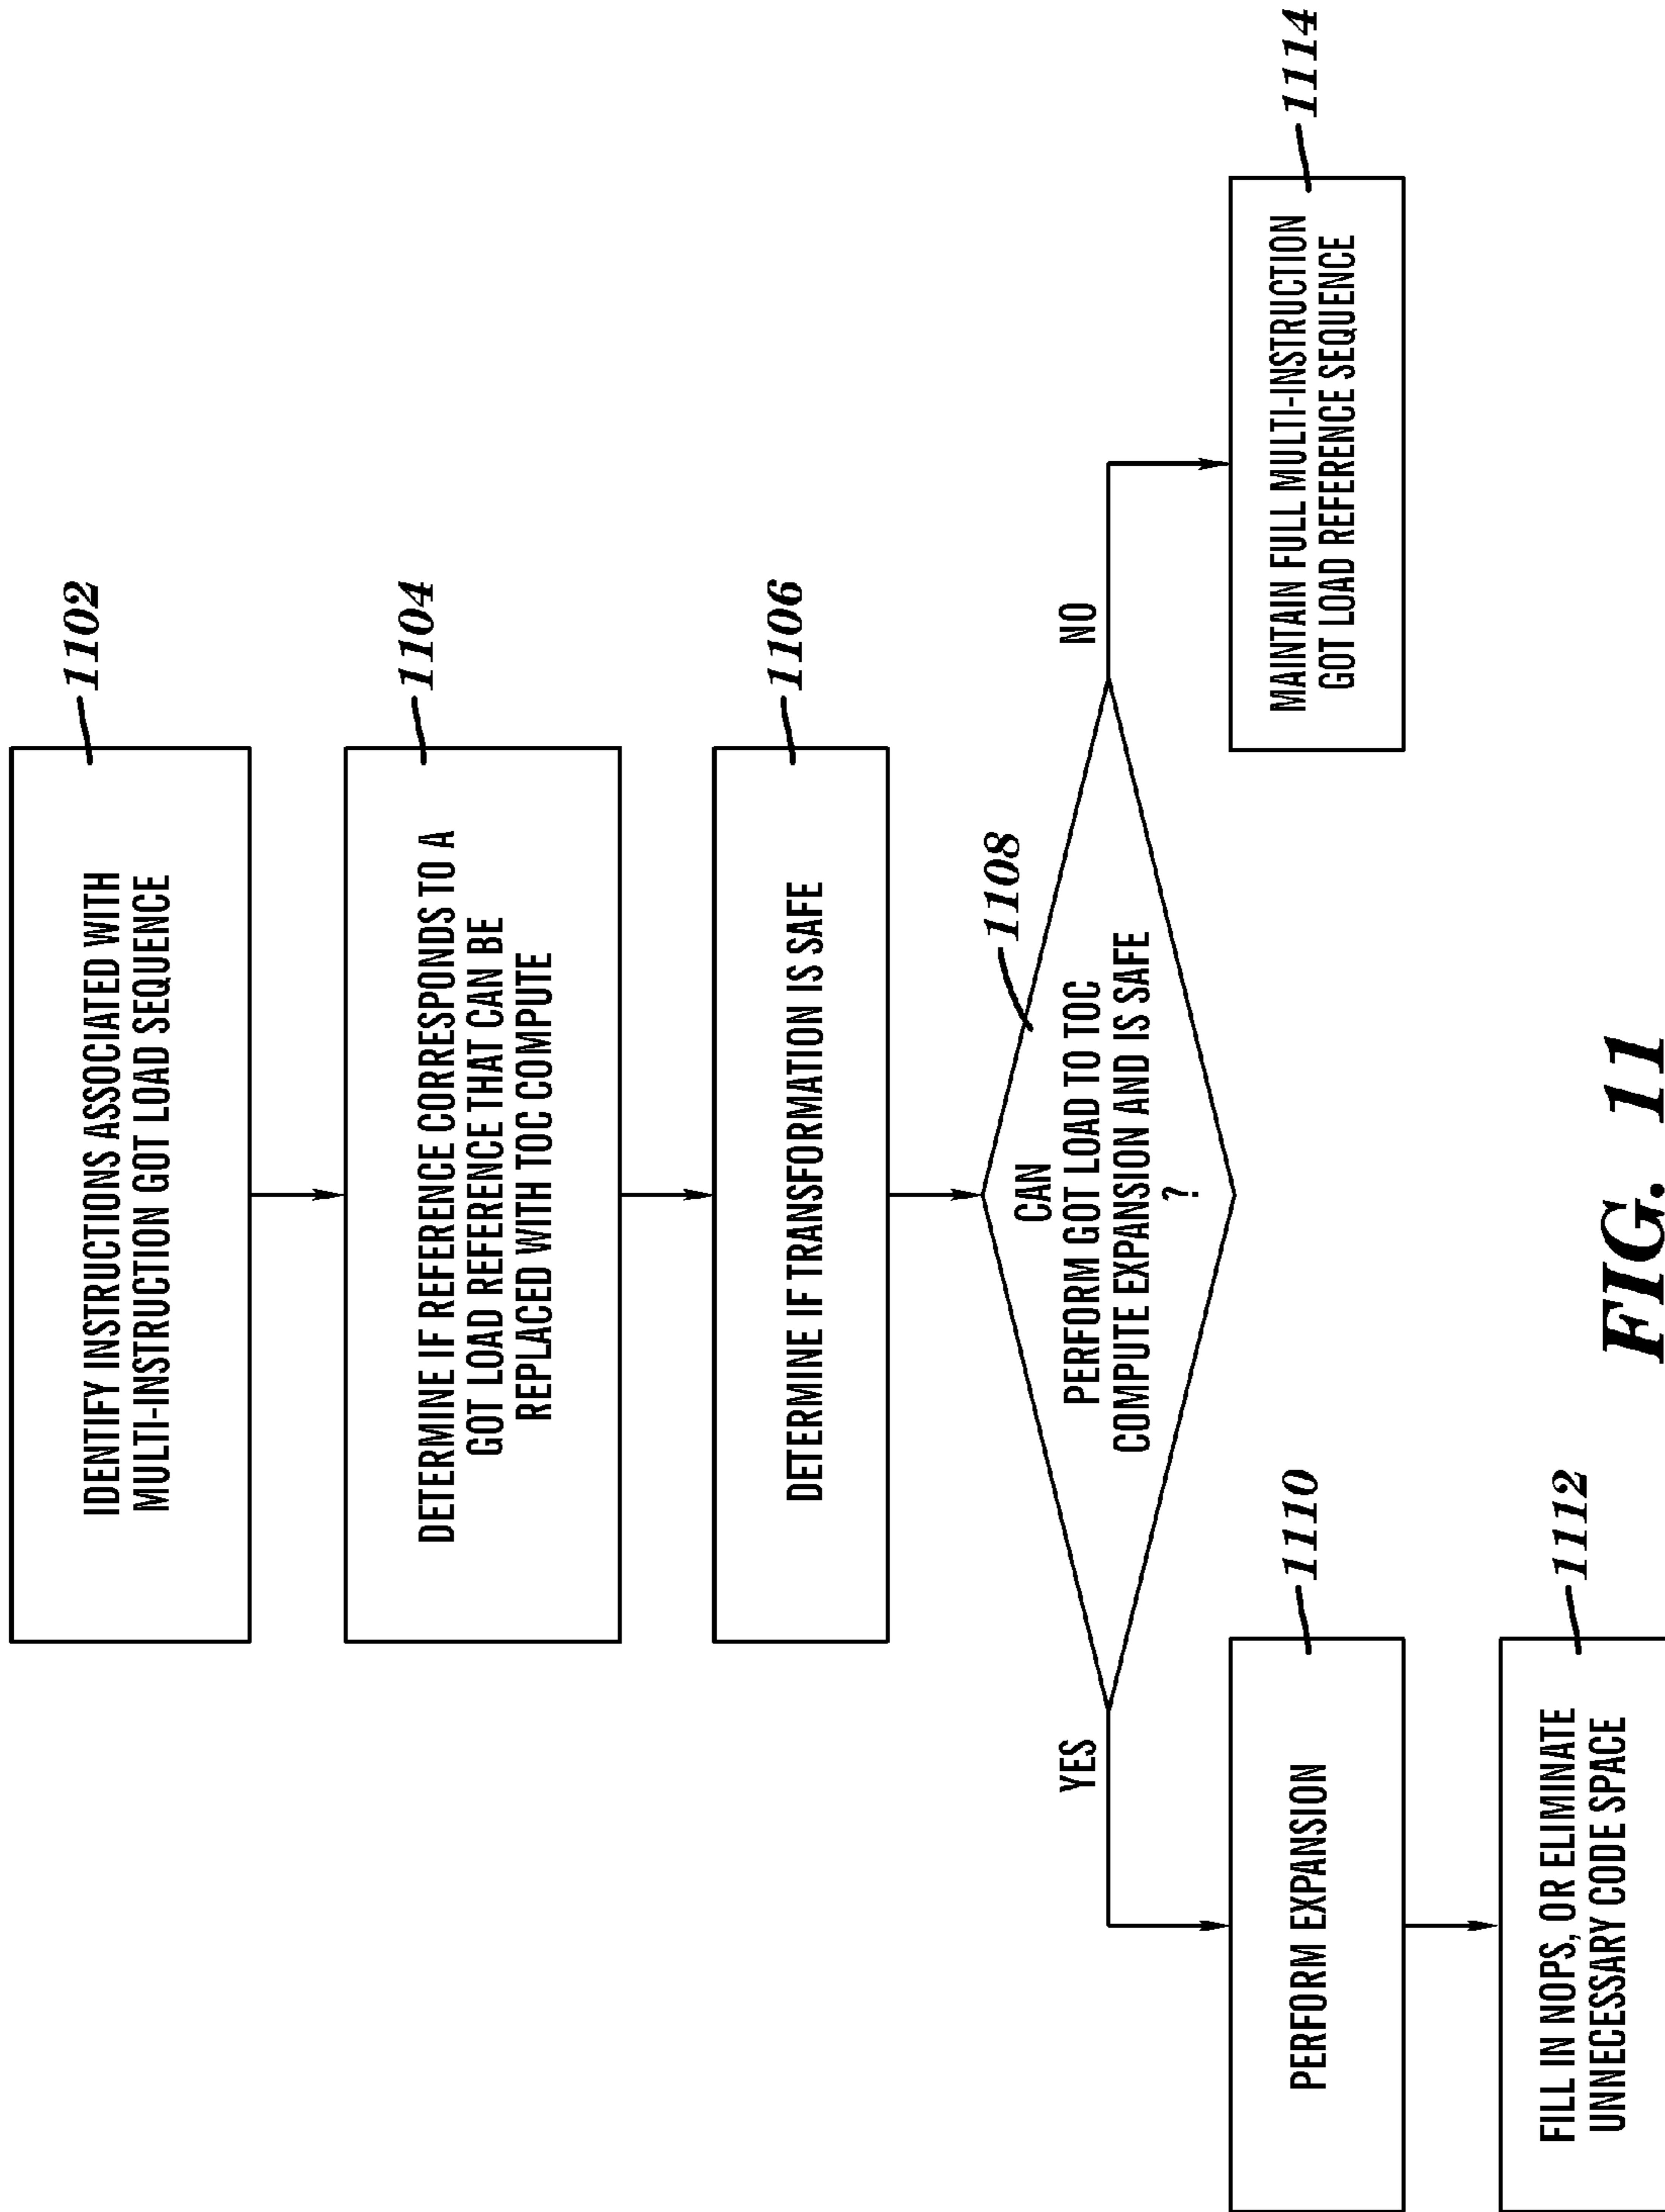 1102
IDENTIFY INSTRUCTIONS ASSOCIATED WITH
MULTI-INSTRUCTION GOT LOAD SEQUENCE
1104
DETERMINE IF REFERENCE CORRESPONDS TO A
GOT LOAD REFERENCE THAT CAN BE
REPLACED WITH TOC COMPUTE
1106
DETERMINE IF TRANSFORMATION IS SAFE
1108
CAN
PERFORM GOT LOAD TO TOC
COMPUTE EXPANSION AND IS SAFE
?
YES
NO
1110
PERFORM EXPANSION
1114
MAINTAIN FULL MULTI-INSTRUCTION
GOT LOAD REFERENCE SEQUENCE
1112
FILL IN NOPS, OR ELIMINATE
UNNECESSARY CODE SPACE
FIG. 11